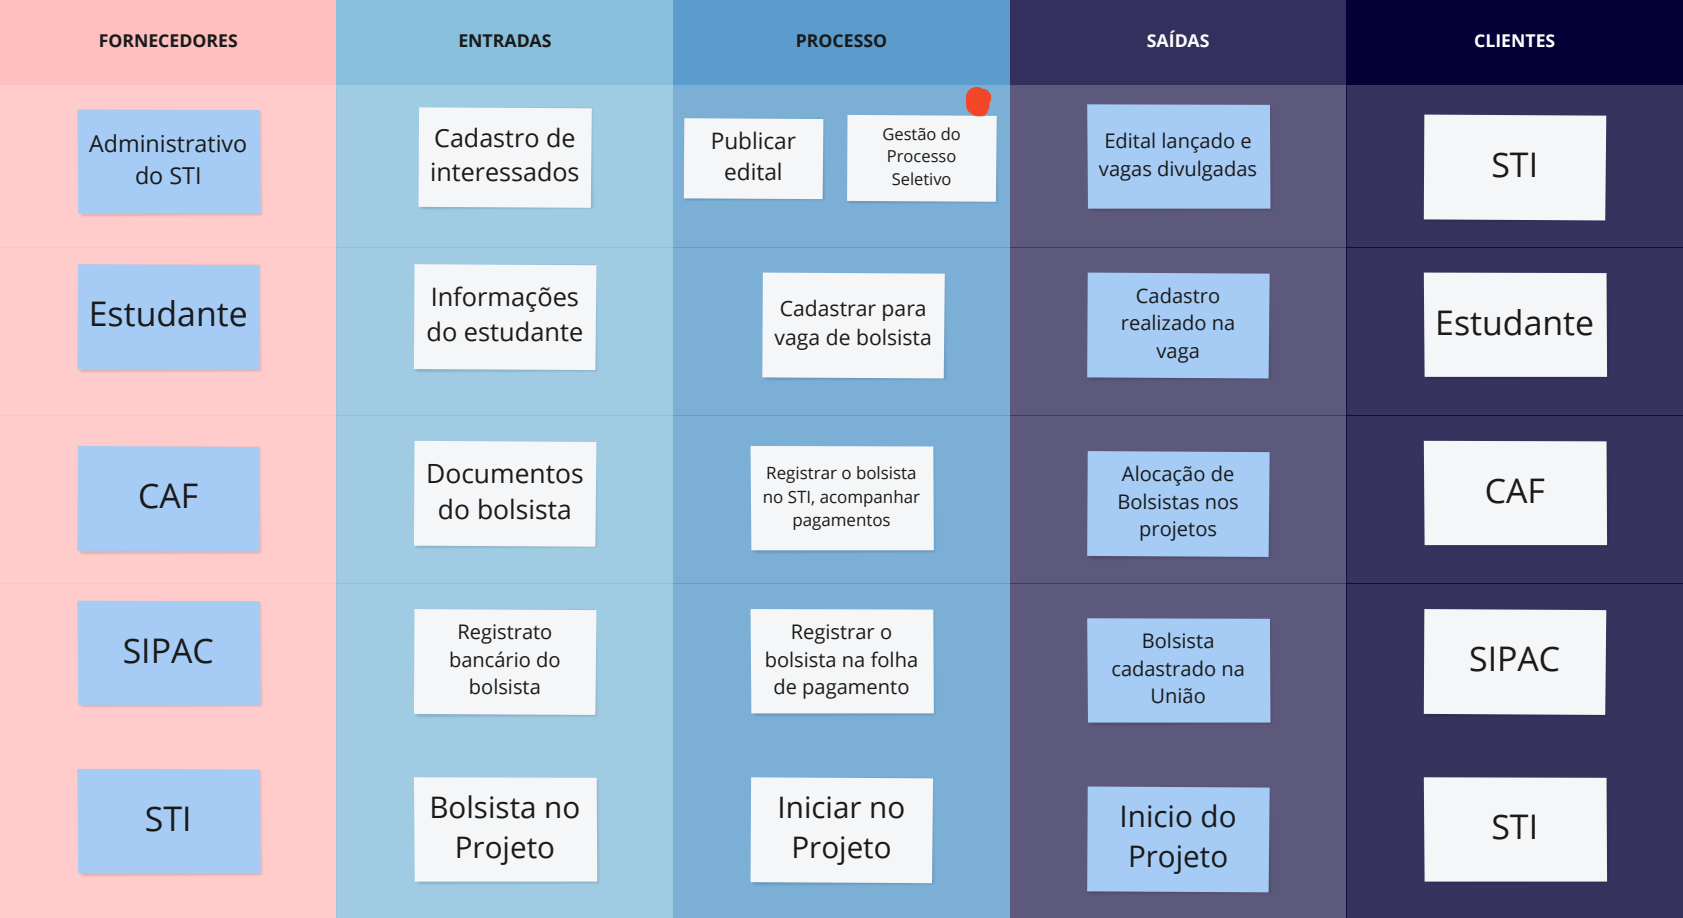 FORNECEDORES
ENTRADAS
PROCESSO
SAÍDAS
CLIENTES
Administrativo
do STI
Cadastro de
interessados
Publicar
edital
Gestão do
Processo
Seletivo
Edital lançado e
vagas divulgadas
STI
Estudante
Informações
do estudante
Cadastrar para
vaga de bolsista
Cadastro
realizado na
vaga
Estudante
CAF
Documentos
do bolsista
Registrar o bolsista
no STI, acompanhar
pagamentos
Alocação de
Bolsistas nos
projetos
CAF
SIPAC
Registrato
bancário do
bolsista
Registrar o
bolsista na folha
de pagamento
Bolsista
cadastrado na
União
SIPAC
STI
Bolsista no
Projeto
Iniciar no
Projeto
Inicio do
Projeto
STI